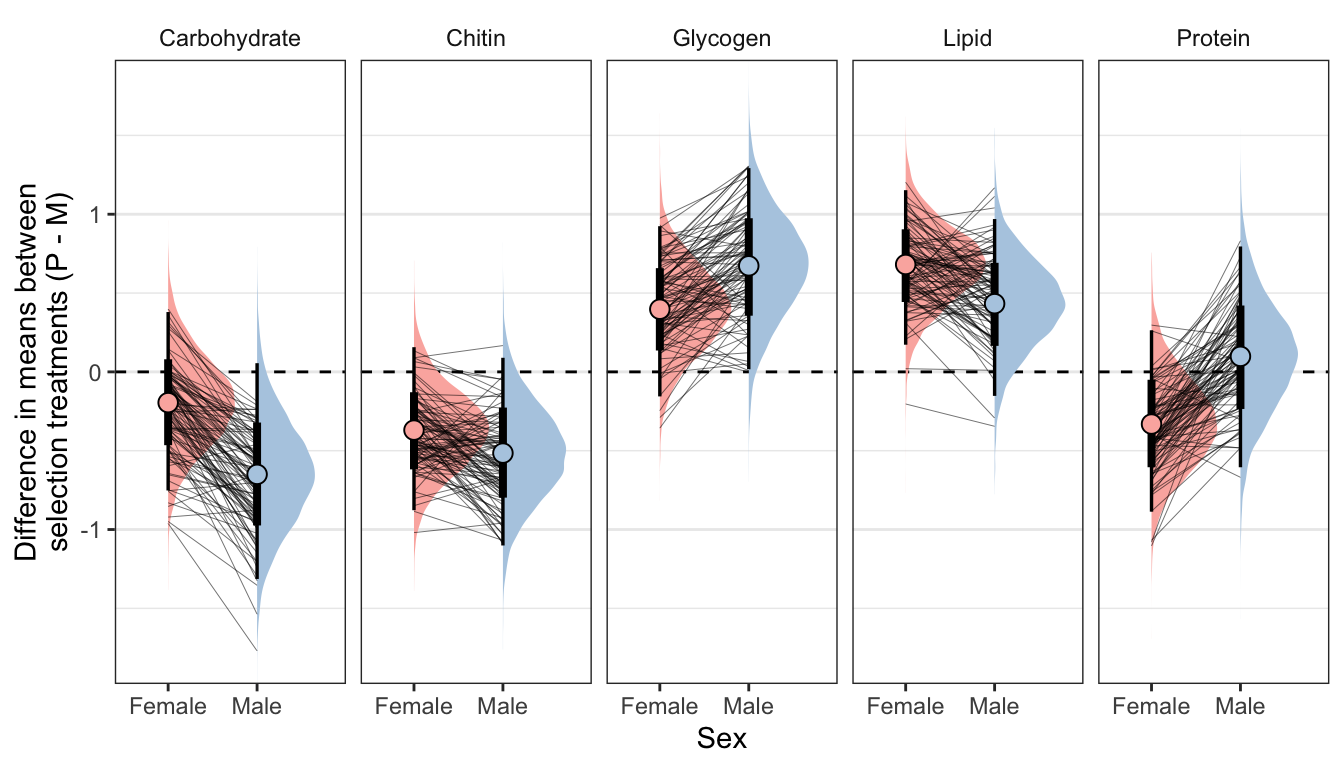 Carbohydrate
Chitin
Glycogen
Lipid
Protein
Difference in means between
selection treatments (P - M)
1
0
-1
Female Male
Female Male
Female Male
Female Male
Female Male
Sex